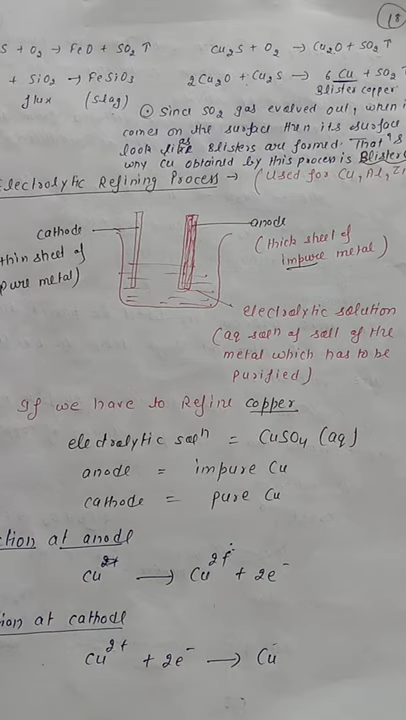 18
S + O₂ → FeO + SO₂ ↑ Cu₂S + O₂ → Cu₂O + SO₂ ↑
+ SiO₂ → FeSiO₃ 2Cu₂O + Cu₂S → 6 Cu + SO₂ ↑
flux (slag) Blister copper
⊙ Since SO₂ gas evolved out, when i
comes on the surface then its surface
look like as blisters are formed. That's
why Cu obtained by this process is Blister
Electrolytic Refining Process → (Used for Cu, Al, Z
cathode anode
thin sheet of (thick sheet of
pure metal) impure metal)
electrolytic solution
(aq solⁿ of salt of the
metal which has to be
purified)
If we have to Refine copper
electrolytic solⁿ = CuSO₄ (aq)
anode = impure Cu
cathode = pure Cu
ction at anode
Cu → Cu²⁺ + 2e⁻
ion at cathode
Cu²⁺ + 2e⁻ → Cu